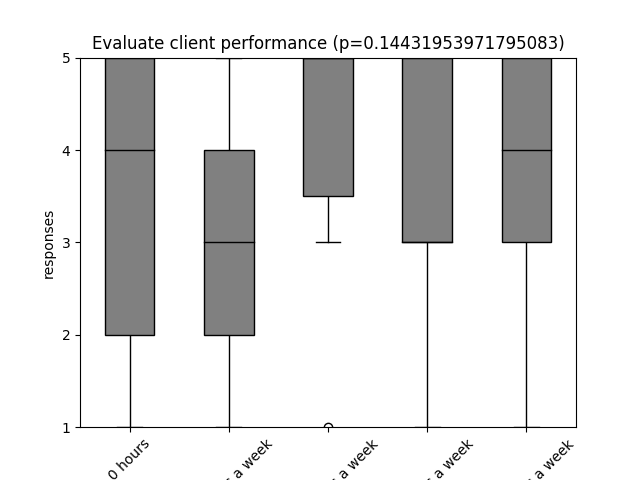 Evaluate client performance (p=0.14431953971795083)
responses
5
4
3
2
1
0 hours
a week
a week
a week
a week